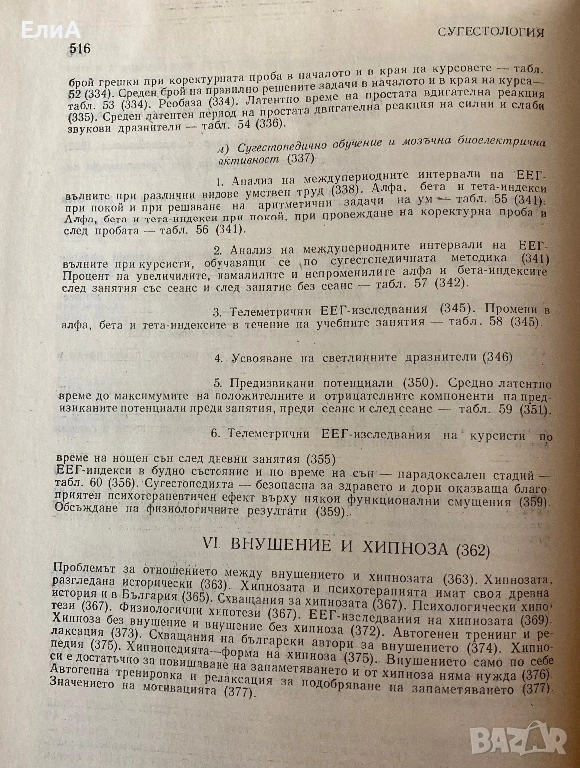 ЕлиА
СУГЕСТОЛОГИЯ
516
брой грешки при коректурната проба в началото и в края на курсовете — табл.
52 (334). Среден брой на правилно решените задачи в началото и в края на курса—
табл. 53 (334). Реобаза (334). Латентно време на простата двигателна реакция
(335). Среден латентен период на простата двигателна реакция на силни и слаби
звукови дразнители — табл. 54 (336).
л) Сугестопедично обучение и мозъчна биоелектрична
активност (337)
1. Анализ на междупериодните интервали на ЕЕГ-
вълните при различни видове умствен труд (338). Алфа, бета и тета-индекси
при покой и при решаване на аритметични задачи на ум — табл. 55 (341).
Алфа, бета и тета-индекси при покой, при провеждане на коректурна проба и
след пробата — табл. 56 (341).
2. Анализ на междупериодните интервали на ЕЕГ-
вълните при курсисти, обучаващи се по сугестопедичната методика (341)
Процент на увеличилите, намалилите и непроменилите алфа и бета-индексите
след занятия със сеанс и след занятие без сеанс — табл. 57 (342).
3. Телеметрични ЕЕГ-изследвания (345). Промени в
алфа, бета и тета-индексите в течение на учебните занятия — табл. 58 (345).
4. Усвояване на светлинните дразнители (346)
5. Предизвикани потенциали (350). Средно латентно
време до максимумите на положителните и отрицателните компоненти на пред-
извиканите потенциали преди занятия, преди сеанс и след сеанс — табл. 59 (351).
6. Телеметрични ЕЕГ-изследвания на курсисти по
време на нощен сън след дневни занятия (355)
ЕЕГ-индекси в будно състояние и по време на сън — парадоксален стадий —
табл. 60 (356). Сугестопедията — безопасна за здравето и дори оказваща благо-
приятен психотерапевтичен ефект върху някои функционални смущения (359).
Обсъждане на физиологичните резултати (359).
VI. ВНУШЕНИЕ И ХИПНОЗА (362)
Проблемът за отношението между внушението и хипнозата (363). Хипнозата,
разгледана исторически (363). Хипнозата и психотерапията имат своя древна
история и в България (365). Схващания за хипнозата (367). Психологически хипо-
тези (367). Физиологични хипотези (367). ЕЕГ-изследвания на хипнозата (369).
Хипноза без внушение и внушение без хипноза (372). Автогенен тренинг и ре-
лаксация (373). Схващания на български автори за внушението (374). Хипно-
педия (375). Хипнопедията—форма на хипноза (375). Внушението само по себе
си е достатъчно за повишаване на запаметяването и от хипноза няма нужда (376)
Автогенна тренировка и релаксация за подобряване на запаметяването (377)
Значението на мотивацията (377).
BAZAR